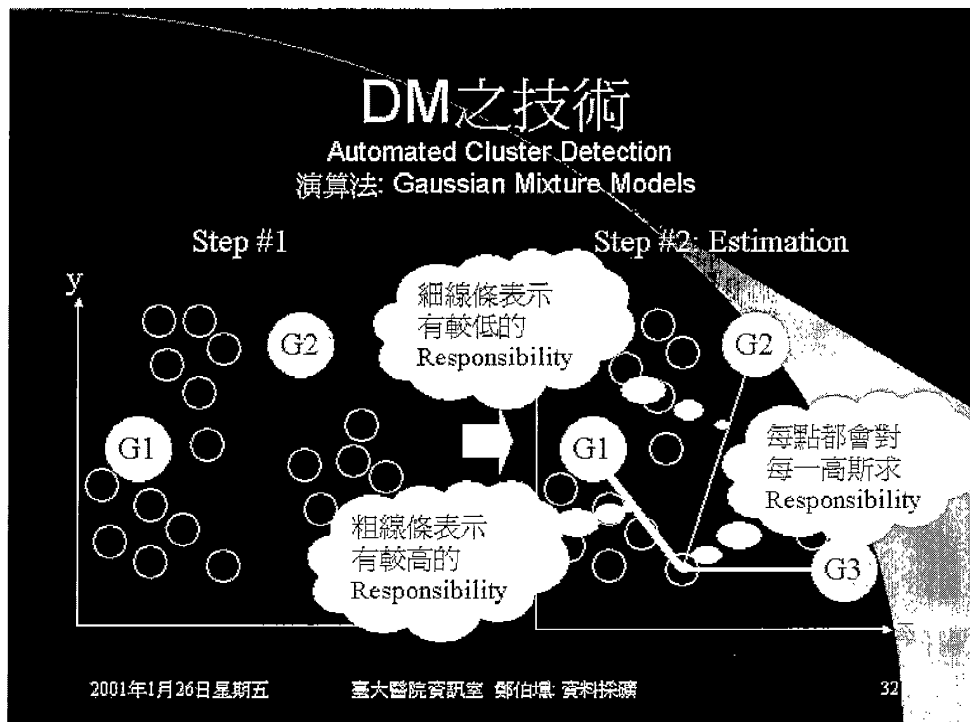 DM之技術
Automated Cluster Detection
演算法: Gaussian Mixture Models
Step #1
Step #2: Estimation
y
G2
G1
細線條表示
有較低的
Responsibility
粗線條表示
有較高的
Responsibility
G2
G1
每點都會對
每一高斯求
Responsibility
G3
2001年1月26日星期五
臺大醫院資訊室 鄭伯壎: 資料採礦
32